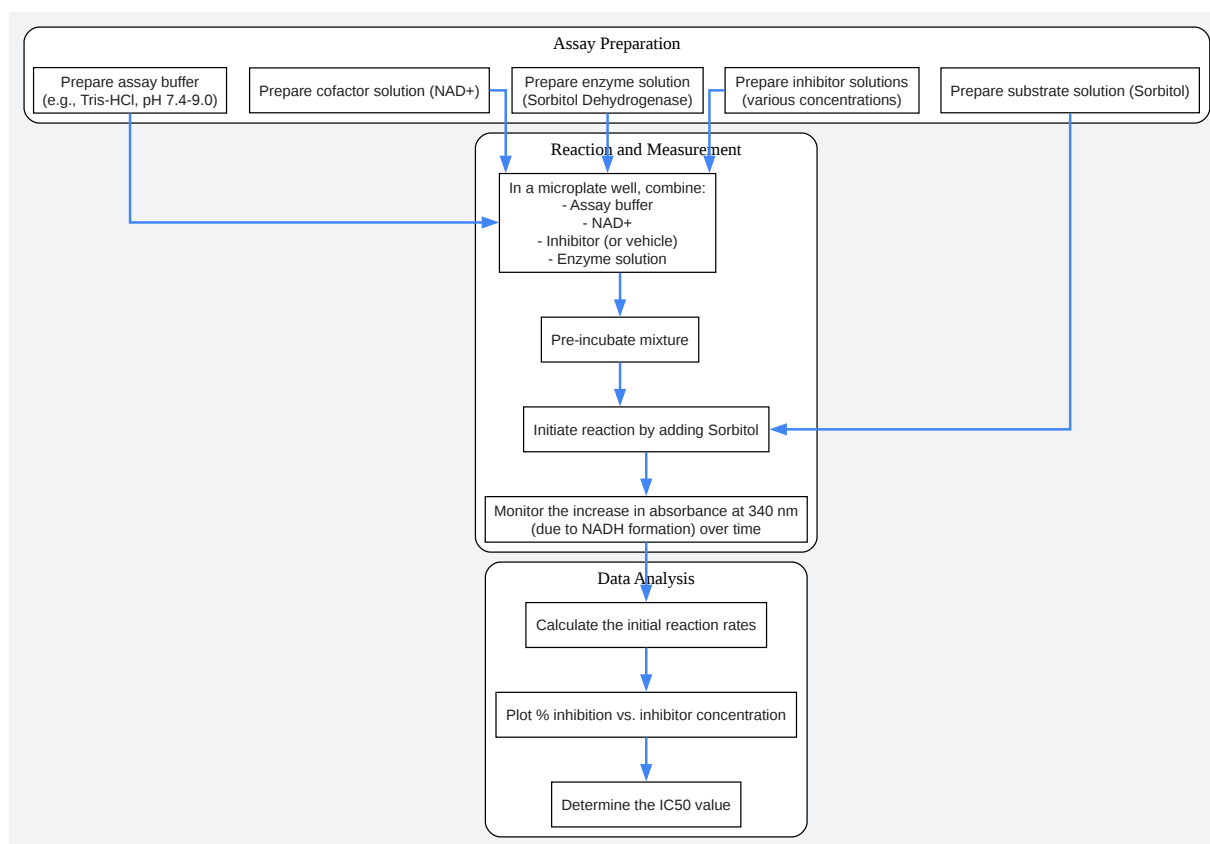 Assay Preparation
Prepare assay buffer
(e.g., Tris-HCl, pH 7.4-9.0)
Prepare cofactor solution (NAD+)
Prepare enzyme solution
(Sorbitol Dehydrogenase)
Prepare inhibitor solutions
(various concentrations)
Prepare substrate solution (Sorbitol)
Reaction and Measurement
In a microplate well, combine:
- Assay buffer
- NAD+
- Inhibitor (or vehicle)
- Enzyme solution
Pre-incubate mixture
Initiate reaction by adding Sorbitol
Monitor the increase in absorbance at 340 nm
(due to NADH formation) over time
Data Analysis
Calculate the initial reaction rates
Plot % inhibition vs. inhibitor concentration
Determine the IC50 value